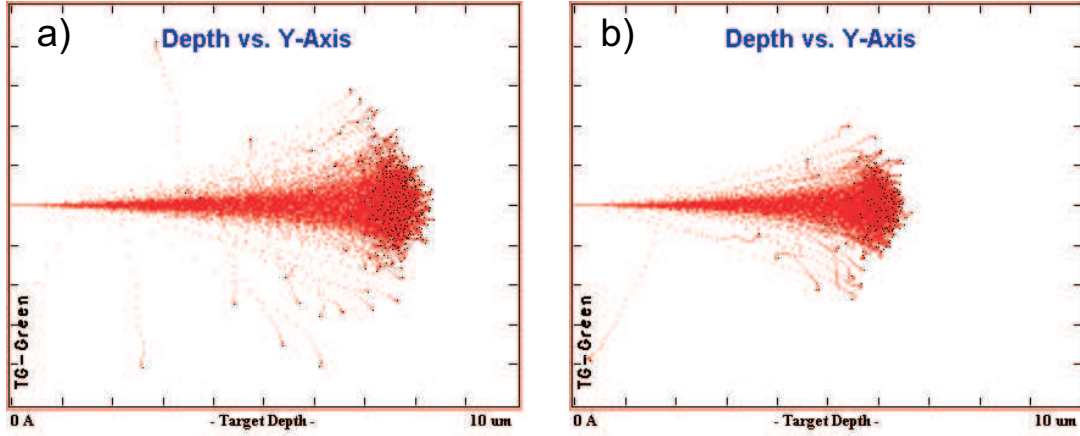 a)
Depth vs. Y-Axis
TG-Green
0 A
- Target Depth -
10 um
b)
Depth vs. Y-Axis
TG-Green
0 A
- Target Depth -
10 um